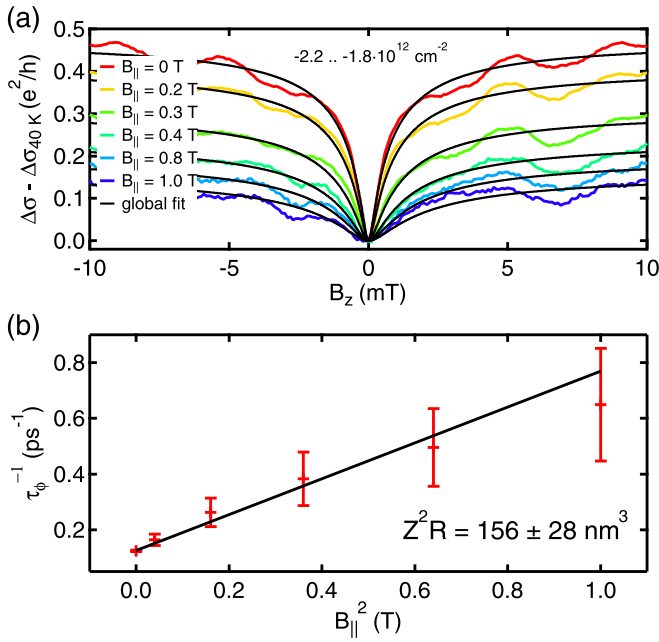 (a)
0.5
0.4
0.3
0.2
0.1
0.0
Δσ - Δσ40 K (e²/h)
-2.2 .. -1.8·10¹² cm⁻²
B|| = 0 T
B|| = 0.2 T
B|| = 0.3 T
B|| = 0.4 T
B|| = 0.8 T
B|| = 1.0 T
global fit
-10
-5
0
5
10
Bz (mT)
(b)
0.8
0.6
0.4
0.2
τϕ⁻¹ (ps⁻¹)
Z²R = 156 ± 28 nm³
0.0
0.2
0.4
0.6
0.8
1.0
B||² (T)